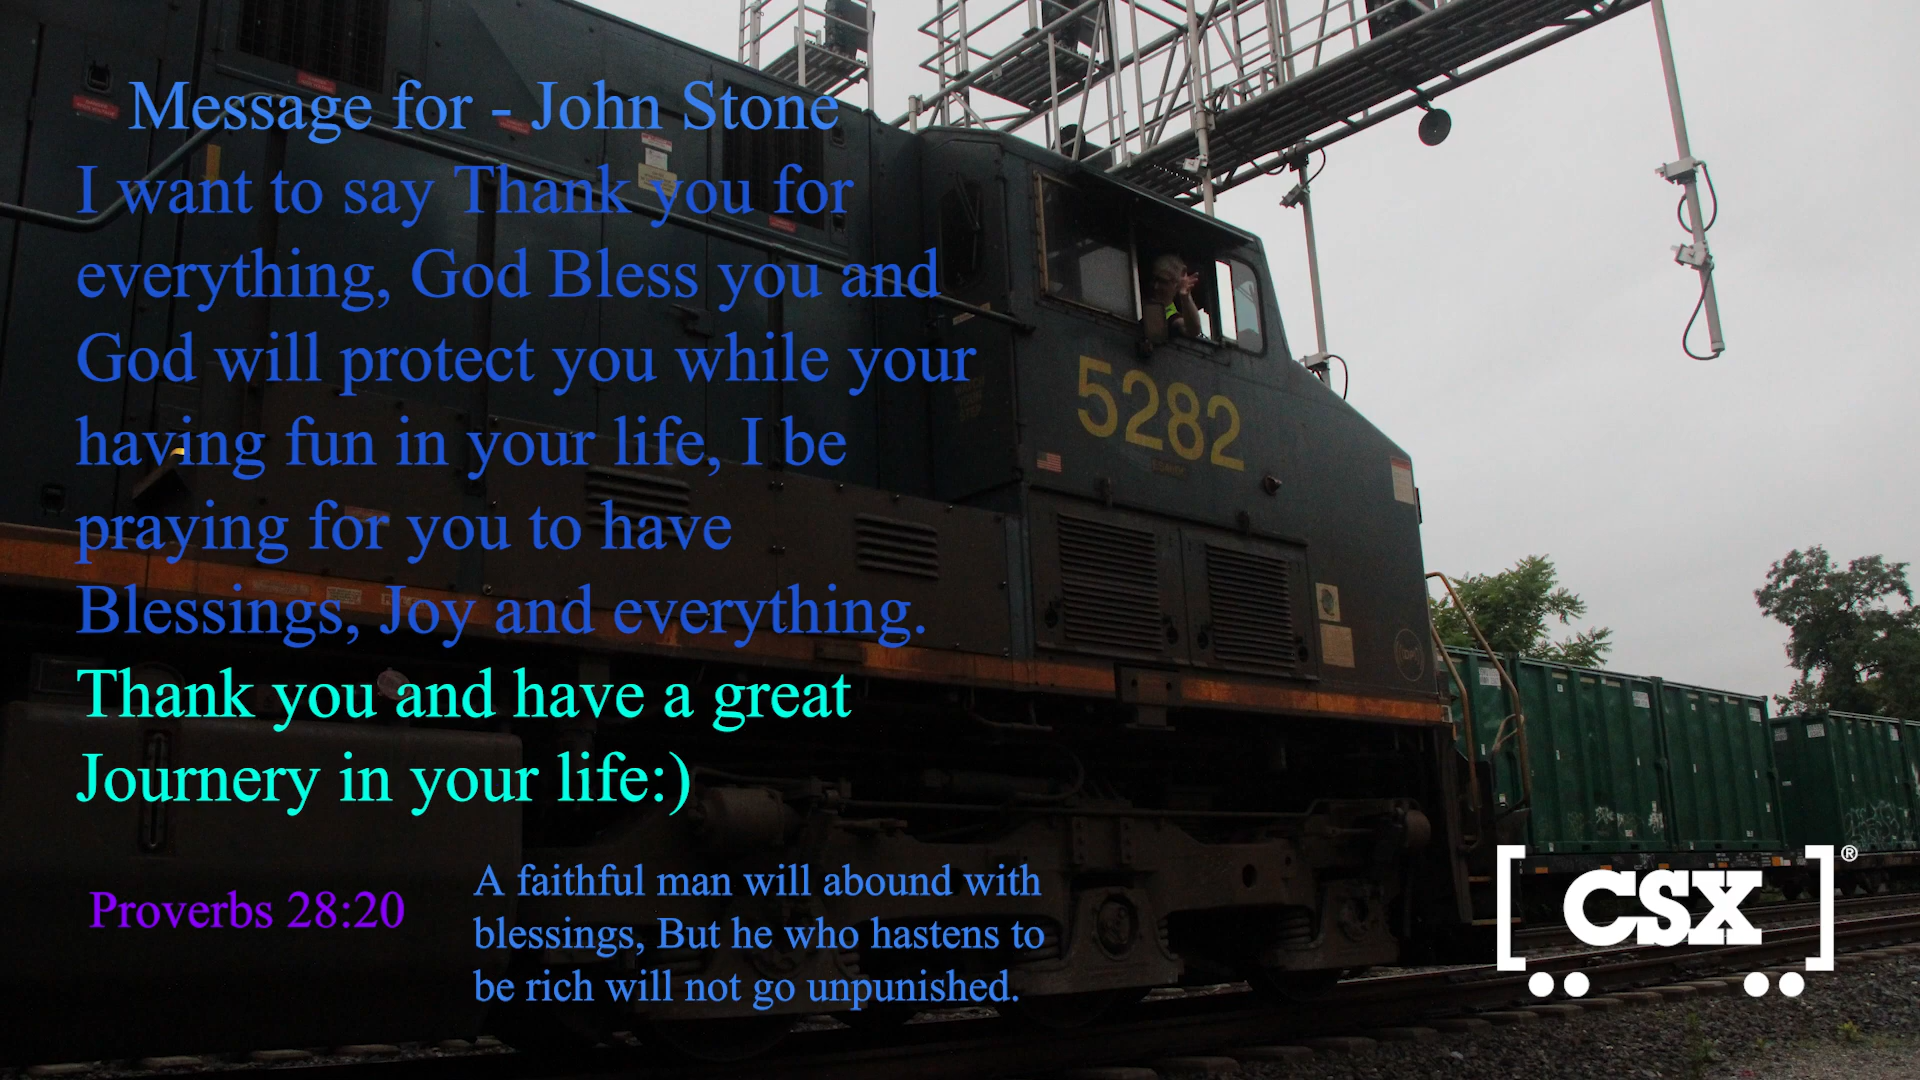 Message for - John Stone
I want to say Thank you for
everything, God Bless you and
God will protect you while your
having fun in your life, I be
praying for you to have
Blessings, Joy and everything.
Thank you and have a great
Journery in your life:)
Proverbs 28:20
A faithful man will abound with
blessings, But he who hastens to
be rich will not go unpunished.
5282
CSX®